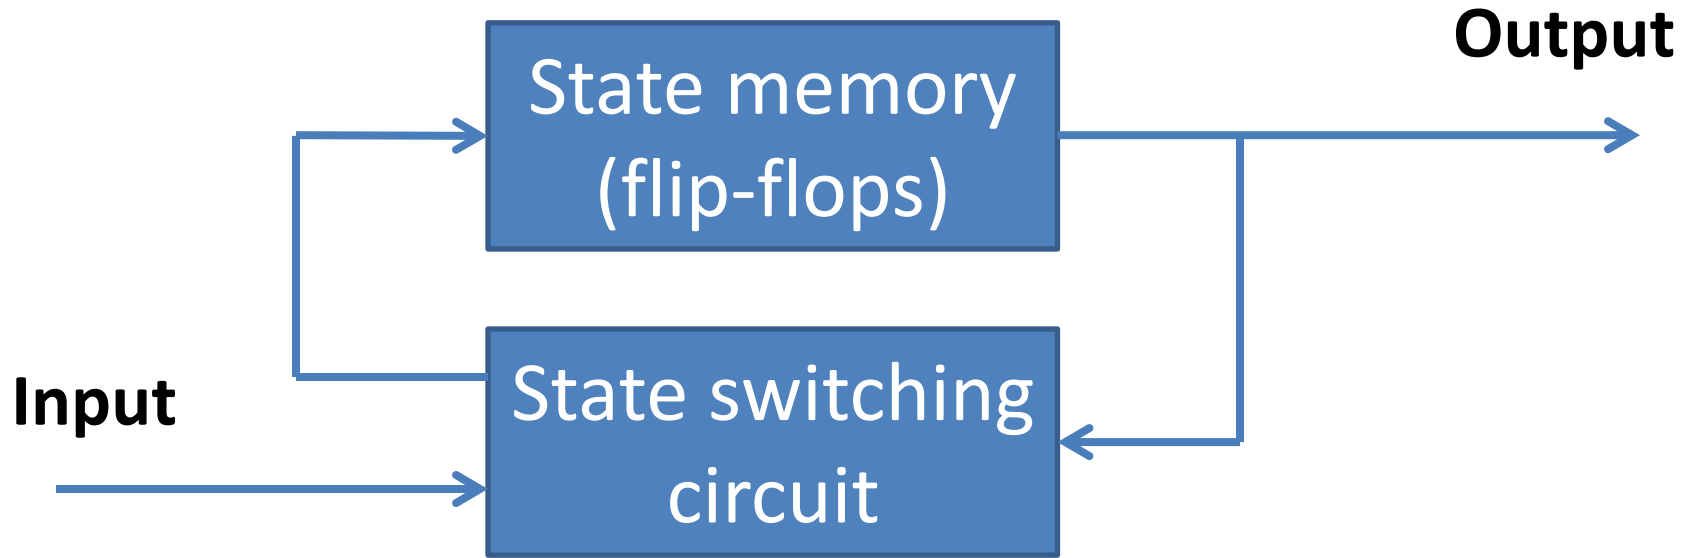 Output
State memory
(flip-flops)
Input
State switching
circuit